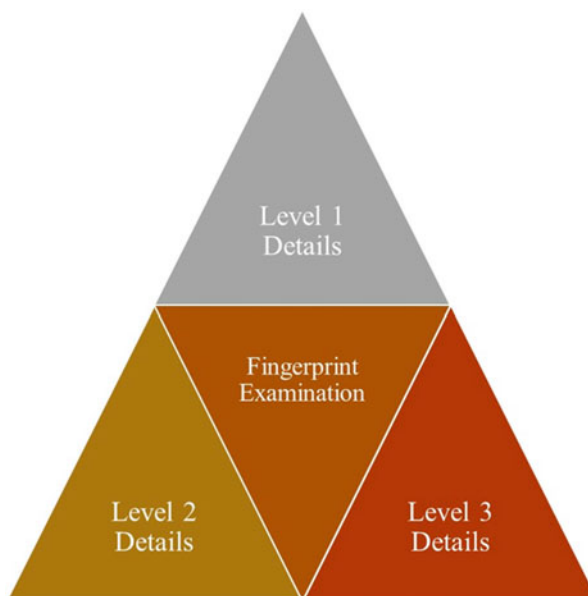 Level 1
Details
Fingerprint
Examination
Level 2
Details
Level 3
Details